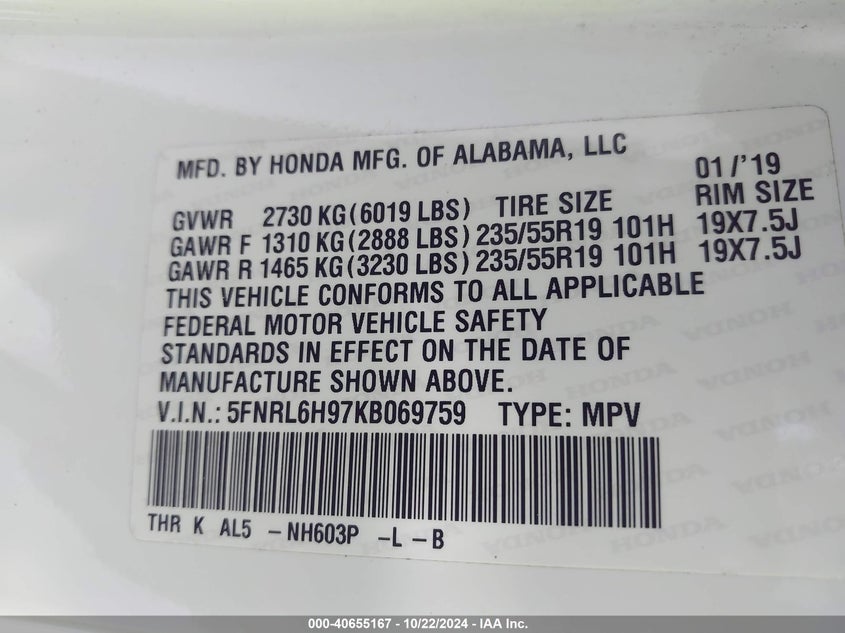 MFD. BY HONDA MFG. OF ALABAMA, LLC 01/'19
GVWR 2730 KG (6019 LBS) TIRE SIZE RIM SIZE
GAWR F 1310 KG (2888 LBS) 235/55R19 101H 19X7.5J
GAWR R 1465 KG (3230 LBS) 235/55R19 101H 19X7.5J
THIS VEHICLE CONFORMS TO ALL APPLICABLE
FEDERAL MOTOR VEHICLE SAFETY
STANDARDS IN EFFECT ON THE DATE OF
MANUFACTURE SHOWN ABOVE.
V.I.N.: 5FNRL6H97KB069759 TYPE: MPV
THR K AL5 -NH603P -L -B
000-40655167 - 10/22/2024 - IAA Inc.